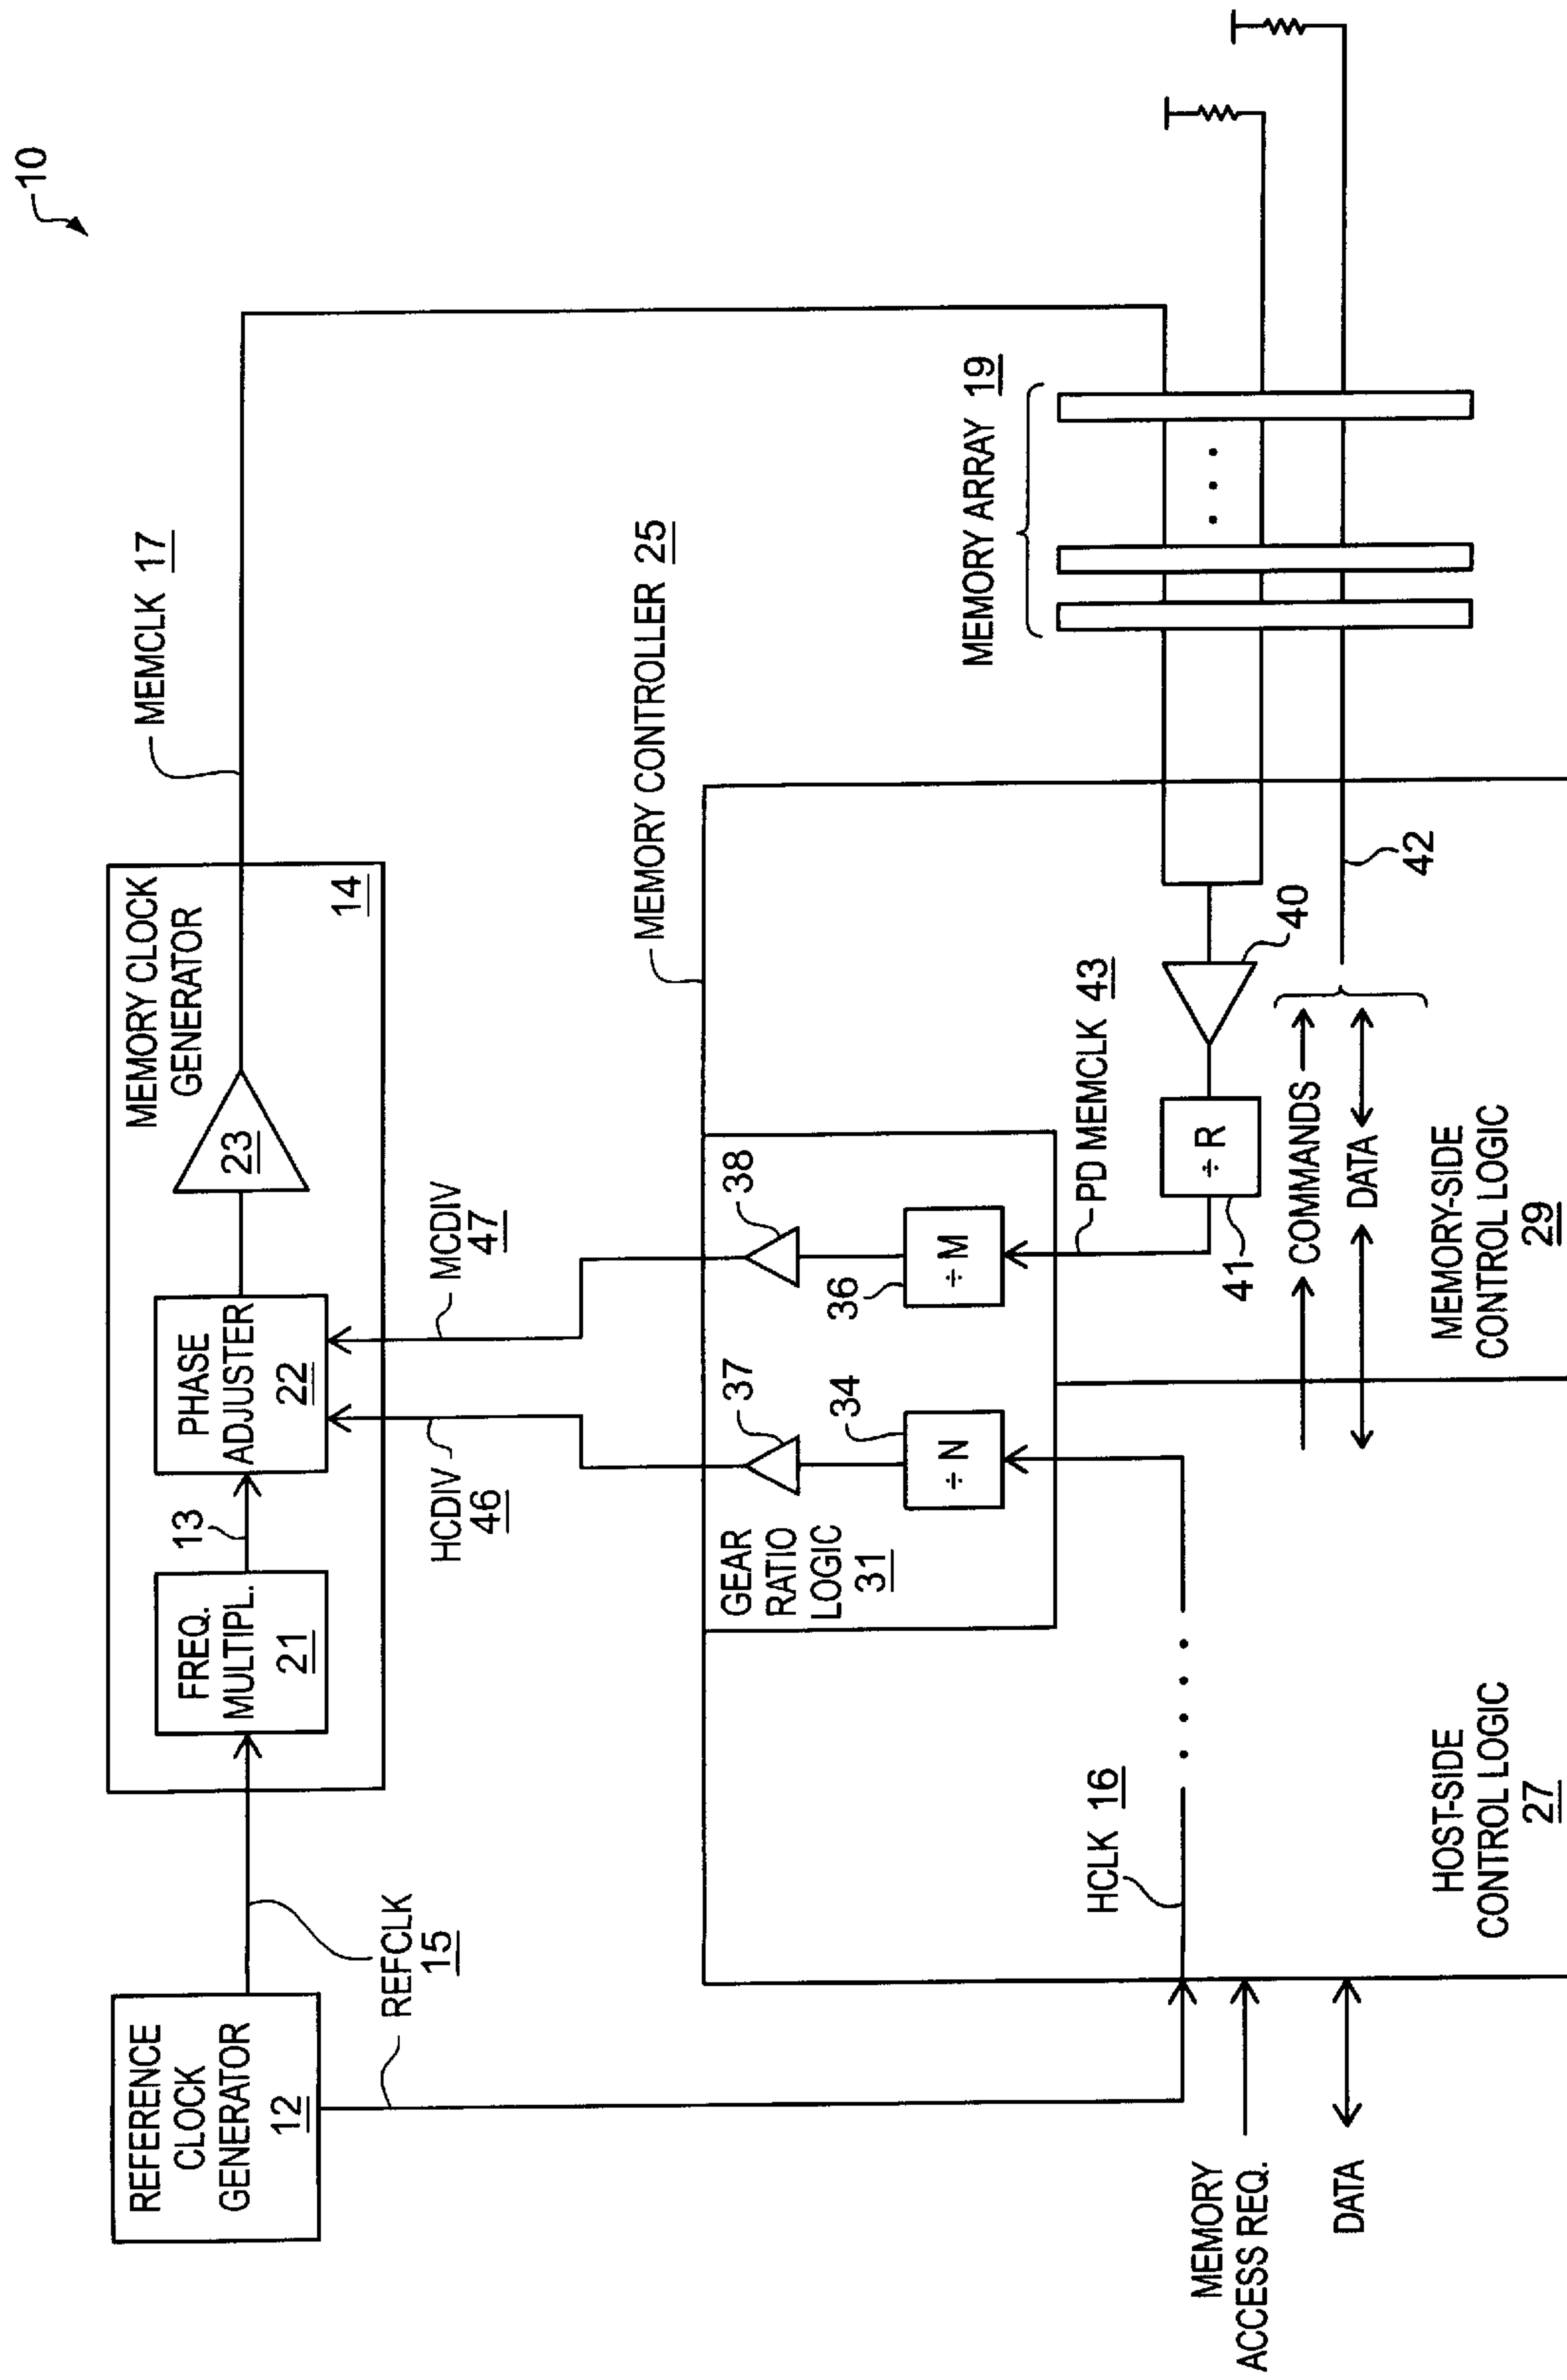 10
REFERENCE
CLOCK
GENERATOR
12
REFCLK
15
MEMORY CLOCK
GENERATOR
14
FREQ.
MULTIPL.
21
13
PHASE
ADJUSTER
22
23
MEMCLK 17
HCDIV
46
MCDIV
47
MEMORY CONTROLLER 25
GEAR
RATIO
LOGIC
31
37
38
34
÷ N
36
÷ M
PD MEMCLK 43
41
÷ R
40
MEMORY ARRAY 19
HCLK 16
MEMORY
ACCESS REQ.
DATA
COMMANDS
DATA
42
HOST-SIDE
CONTROL LOGIC
27
MEMORY-SIDE
CONTROL LOGIC
29